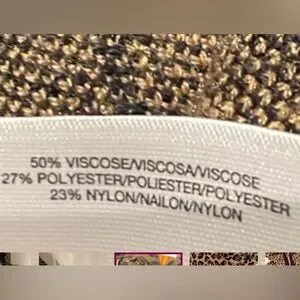 50% VISCOSE/VISCOSA/VISCOSE
27% POLYESTER/POLIESTER/POLYESTER
23% NYLON/NAILON/NYLON